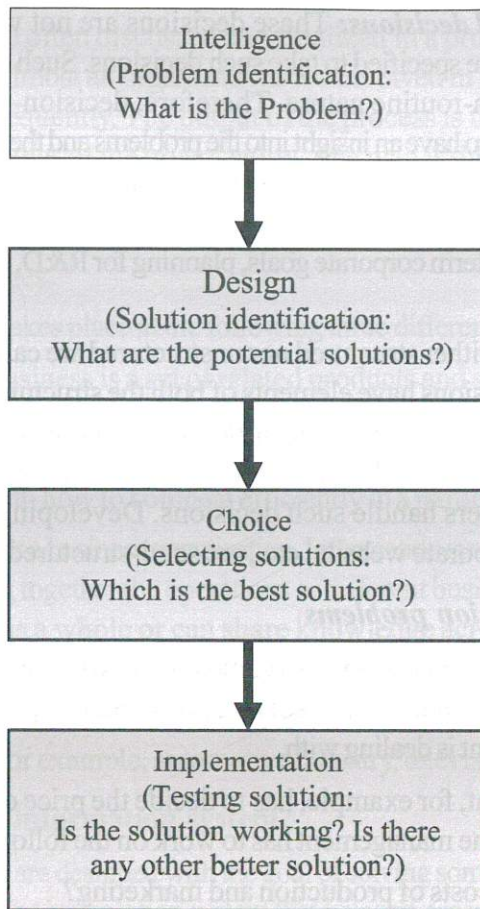 Intelligence
(Problem identification:
What is the Problem?)
Design
(Solution identification:
What are the potential solutions?)
Choice
(Selecting solutions:
Which is the best solution?)
Implementation
(Testing solution:
Is the solution working? Is there
any other better solution?)